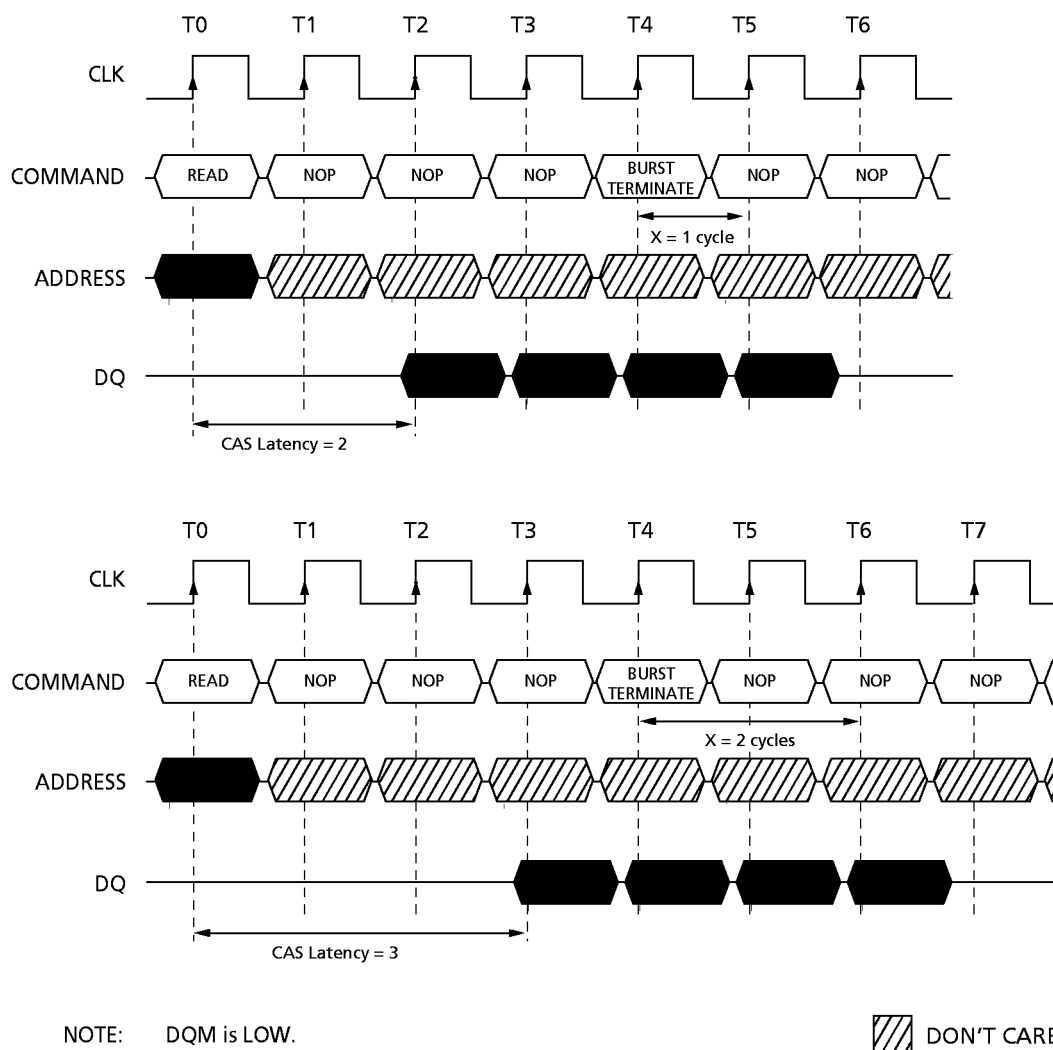 T0 T1 T2 T3 T4 T5 T6
CLK
COMMAND READ NOP NOP NOP BURST TERMINATE NOP NOP
X = 1 cycle
ADDRESS
DQ
CAS Latency = 2
T0 T1 T2 T3 T4 T5 T6 T7
CLK
COMMAND READ NOP NOP NOP BURST TERMINATE NOP NOP NOP
X = 2 cycles
ADDRESS
DQ
CAS Latency = 3
NOTE: DQM is LOW. DON'T CARE